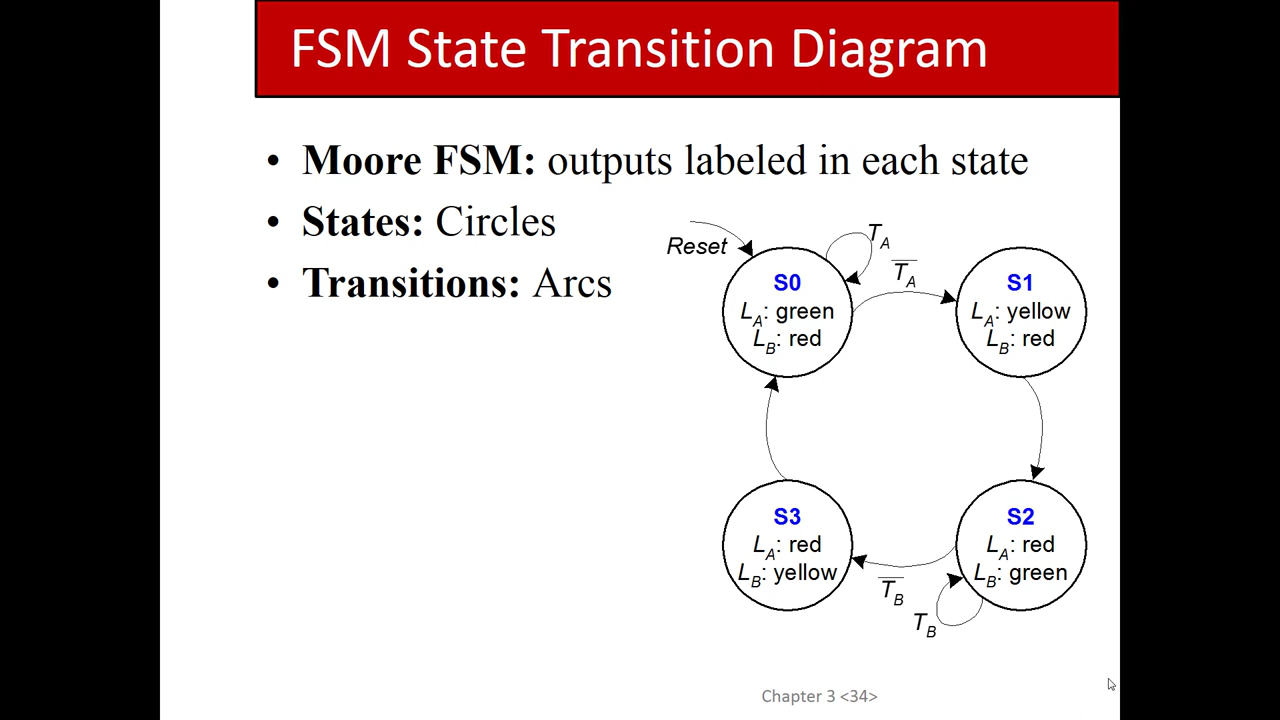 FSM State Transition Diagram
• Moore FSM: outputs labeled in each state
• States: Circles
• Transitions: Arcs
Reset
T_A
T̅_A
S0
L_A: green
L_B: red
S1
L_A: yellow
L_B: red
S3
L_A: red
L_B: yellow
S2
L_A: red
L_B: green
T̅_B
T_B
Chapter 3 <34>